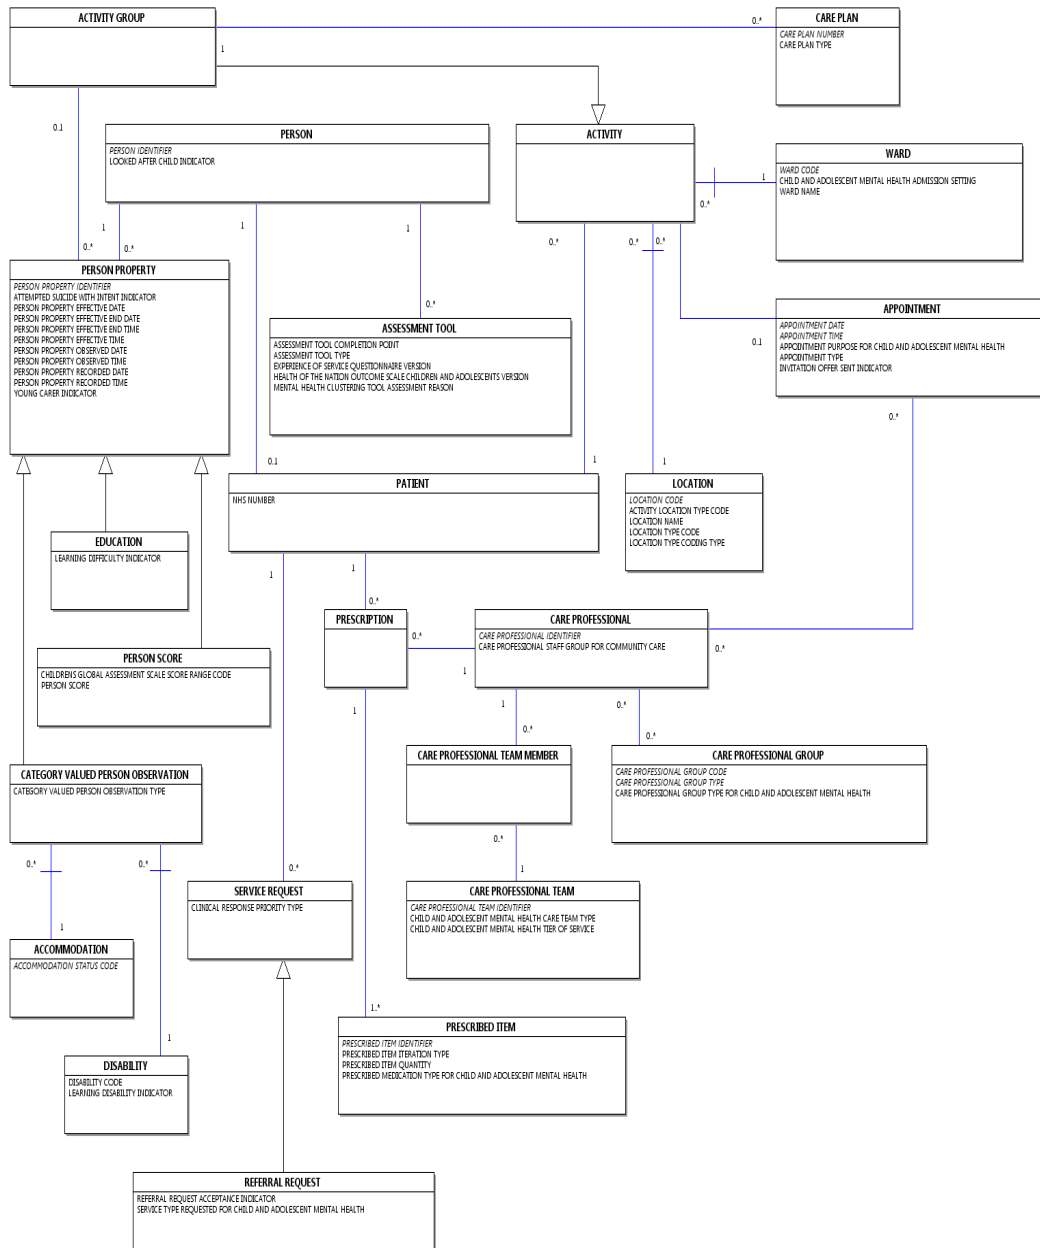 ACTIVITY GROUP
CARE PLAN
CARE PLAN NUMBER
CARE PLAN TYPE
0..*
1
0..1
PERSON
PERSON IDENTIFIER
LOOKED AFTER CHILD INDICATOR
ACTIVITY
WARD
WARD CODE
CHILD AND ADOLESCENT MENTAL HEALTH ADMISSION SETTING
WARD NAME
1
0..*
1
0..*
0..*
1
1
0..*
0..*
0..*
0..*
PERSON PROPERTY
PERSON PROPERTY IDENTIFIER
ATTEMPTED SUICIDE WITH INTENT INDICATOR
PERSON PROPERTY EFFECTIVE DATE
PERSON PROPERTY EFFECTIVE END DATE
PERSON PROPERTY EFFECTIVE END TIME
PERSON PROPERTY EFFECTIVE TIME
PERSON PROPERTY OBSERVED DATE
PERSON PROPERTY OBSERVED TIME
PERSON PROPERTY RECORDED DATE
PERSON PROPERTY RECORDED TIME
YOUNG CARER INDICATOR
0..*
ASSESSMENT TOOL
ASSESSMENT TOOL COMPLETION POINT
ASSESSMENT TOOL TYPE
EXPERIENCE OF SERVICE QUESTIONNAIRE VERSION
HEALTH OF THE NATION OUTCOME SCALE CHILDREN AND ADOLESCENTS VERSION
MENTAL HEALTH CLUSTERING TOOL ASSESSMENT REASON
APPOINTMENT
APPOINTMENT DATE
APPOINTMENT TIME
APPOINTMENT PURPOSE FOR CHILD AND ADOLESCENT MENTAL HEALTH
APPOINTMENT TYPE
INVITATION OFFER SENT INDICATOR
0..1
0..*
0..1
1
1
PATIENT
NHS NUMBER
LOCATION
LOCATION CODE
ACTIVITY LOCATION TYPE CODE
LOCATION NAME
LOCATION TYPE CODE
LOCATION TYPE CODING TYPE
EDUCATION
LEARNING DIFFICULTY INDICATOR
1
1
0..*
PRESCRIPTION
0..*
CARE PROFESSIONAL
CARE PROFESSIONAL IDENTIFIER
CARE PROFESSIONAL STAFF GROUP FOR COMMUNITY CARE
0..*
1
PERSON SCORE
CHILDRENS GLOBAL ASSESSMENT SCALE SCORE RANGE CODE
PERSON SCORE
1
1
0..*
0..*
0..*
CARE PROFESSIONAL TEAM MEMBER
CARE PROFESSIONAL GROUP
CARE PROFESSIONAL GROUP CODE
CARE PROFESSIONAL GROUP TYPE
CARE PROFESSIONAL GROUP TYPE FOR CHILD AND ADOLESCENT MENTAL HEALTH
CATEGORY VALUED PERSON OBSERVATION
CATEGORY VALUED PERSON OBSERVATION TYPE
0..*
0..*
0..*
0..*
1
SERVICE REQUEST
CLINICAL RESPONSE PRIORITY TYPE
CARE PROFESSIONAL TEAM
CARE PROFESSIONAL TEAM IDENTIFIER
CHILD AND ADOLESCENT MENTAL HEALTH CARE TEAM TYPE
CHILD AND ADOLESCENT MENTAL HEALTH TIER OF SERVICE
1
ACCOMMODATION
ACCOMMODATION STATUS CODE
1..*
PRESCRIBED ITEM
PRESCRIBED ITEM IDENTIFIER
PRESCRIBED ITEM ITERATION TYPE
PRESCRIBED ITEM QUANTITY
PRESCRIBED MEDICATION TYPE FOR CHILD AND ADOLESCENT MENTAL HEALTH
1
DISABILITY
DISABILITY CODE
LEARNING DISABILITY INDICATOR
REFERRAL REQUEST
REFERRAL REQUEST ACCEPTANCE INDICATOR
SERVICE TYPE REQUESTED FOR CHILD AND ADOLESCENT MENTAL HEALTH